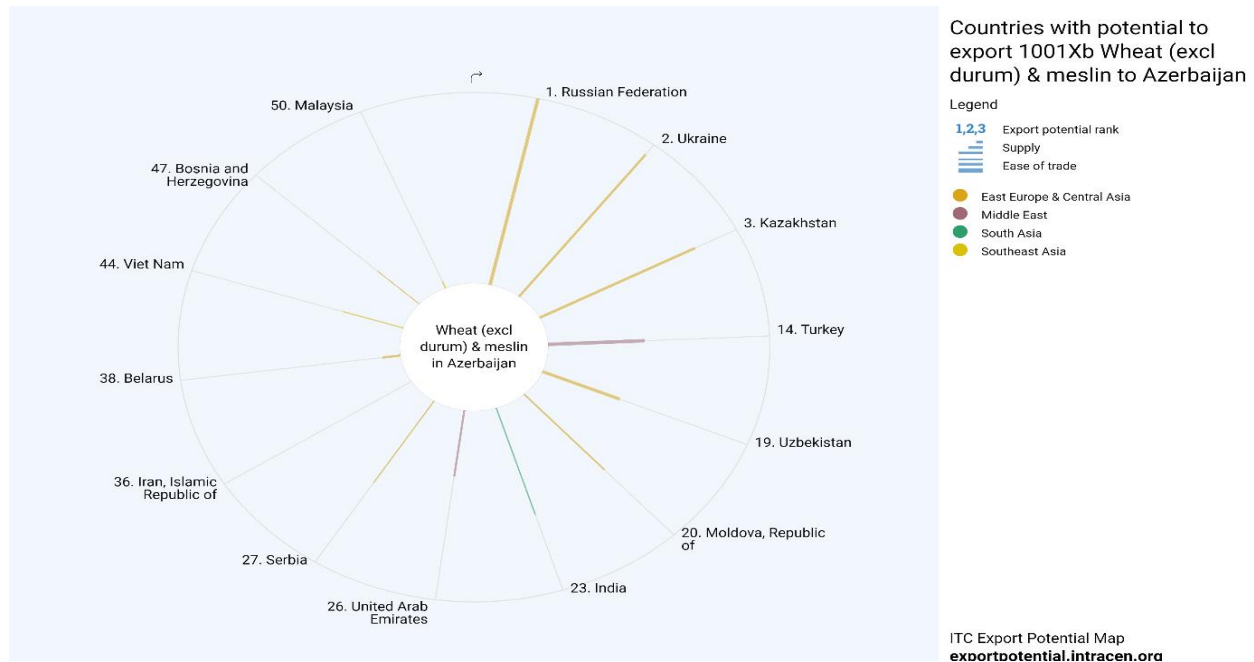 Countries with potential to
export 1001Xb Wheat (excl
durum) & meslin to Azerbaijan
Legend
1,2,3 Export potential rank
Supply
Ease of trade
East Europe & Central Asia
Middle East
South Asia
Southeast Asia
1. Russian Federation
2. Ukraine
3. Kazakhstan
14. Turkey
19. Uzbekistan
20. Moldova, Republic
of
23. India
26. United Arab
Emirates
27. Serbia
36. Iran, Islamic
Republic of
38. Belarus
44. Viet Nam
47. Bosnia and
Herzegovina
50. Malaysia
Wheat (excl
durum) & meslin
in Azerbaijan
ITC Export Potential Map
exportpotential.intracen.org